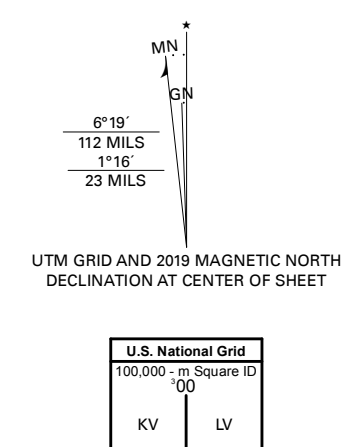 ★
MN
GN
6°19´
112 MILS
1°16´
23 MILS
UTM GRID AND 2019 MAGNETIC NORTH
DECLINATION AT CENTER OF SHEET
U.S. National Grid
100,000 - m Square ID
³00
KV LV